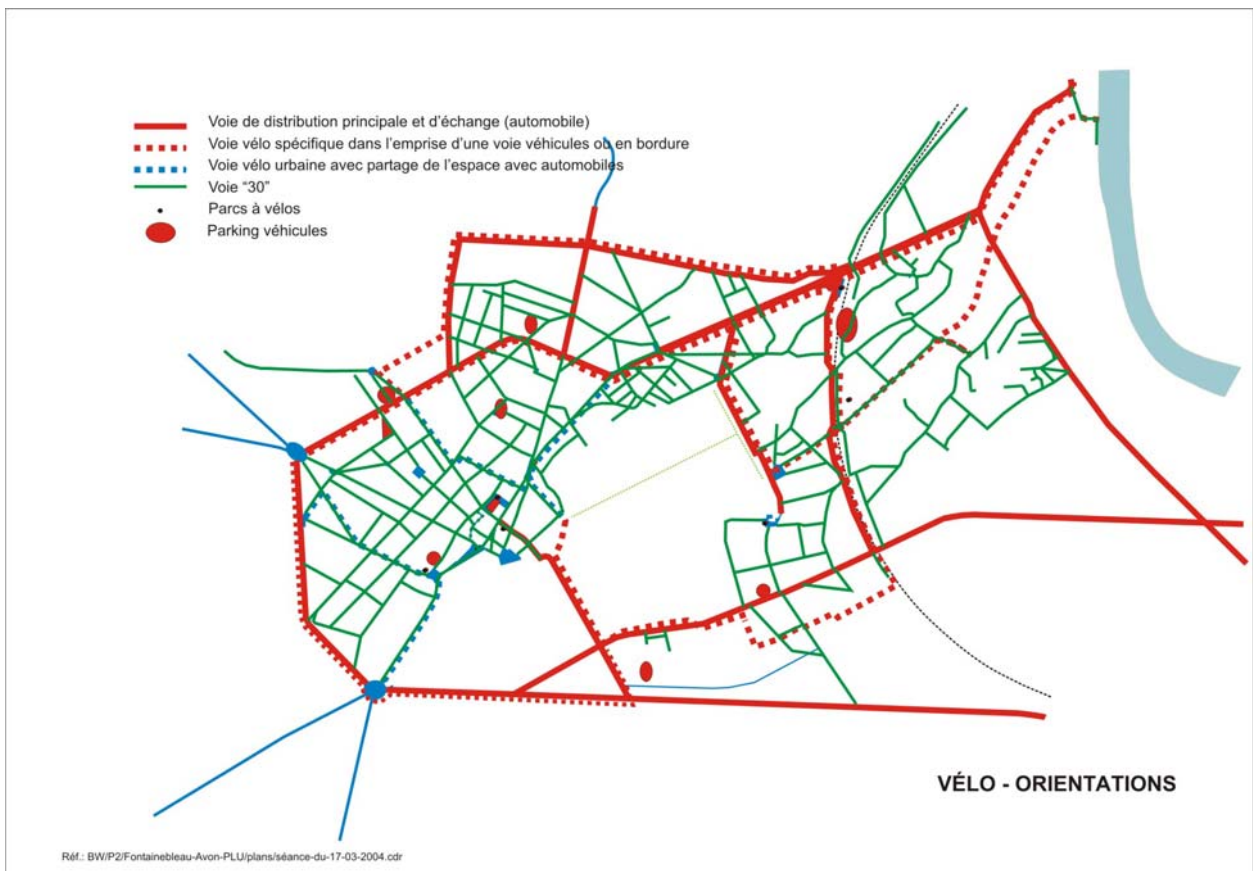 Voie de distribution principale et d'échange (automobile)
Voie vélo spécifique dans l'emprise d'une voie véhicules ou en bordure
Voie vélo urbaine avec partage de l'espace avec automobiles
Voie "30"
Parcs à vélos
Parking véhicules
VÉLO - ORIENTATIONS
Réf.: BW/P2/Fontainebleau-Avon-PLU/plans/séance-du-17-03-2004.cdr